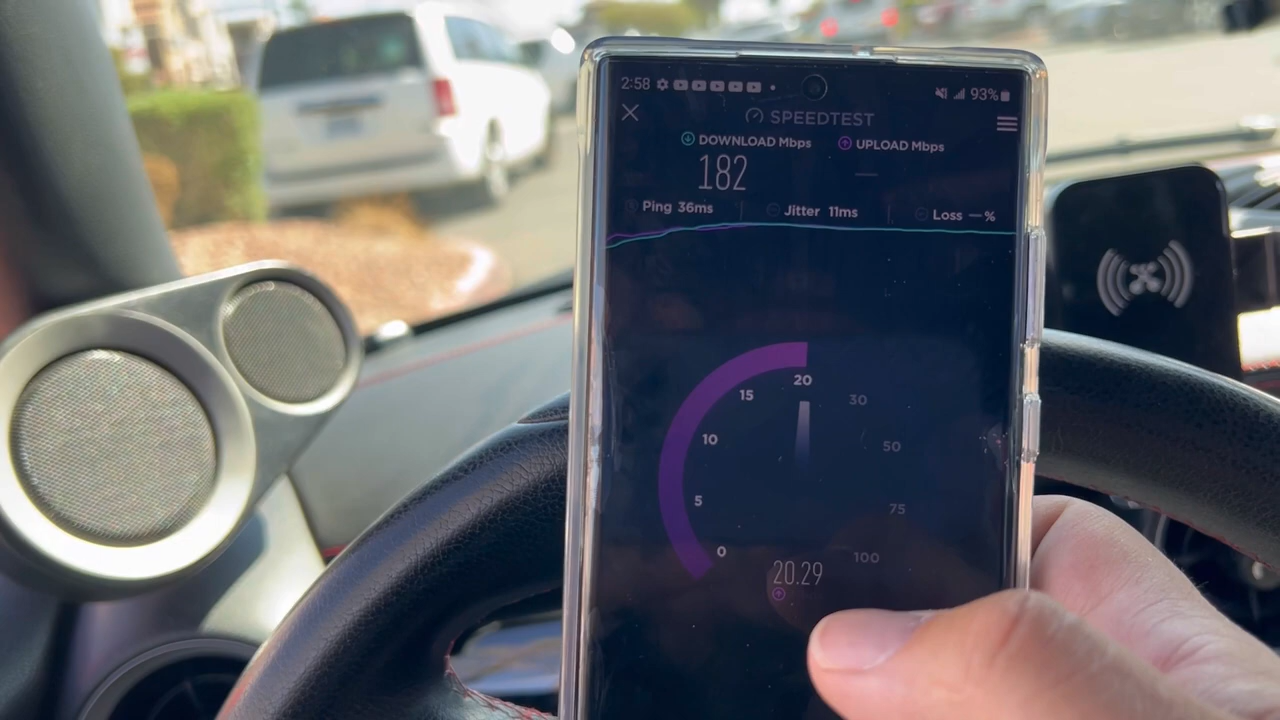 2:58 93%
SPEEDTEST
DOWNLOAD Mbps UPLOAD Mbps
182 —
Ping 36ms Jitter 11ms Loss — %
20
15 30
10 50
5 75
0 100
20.29